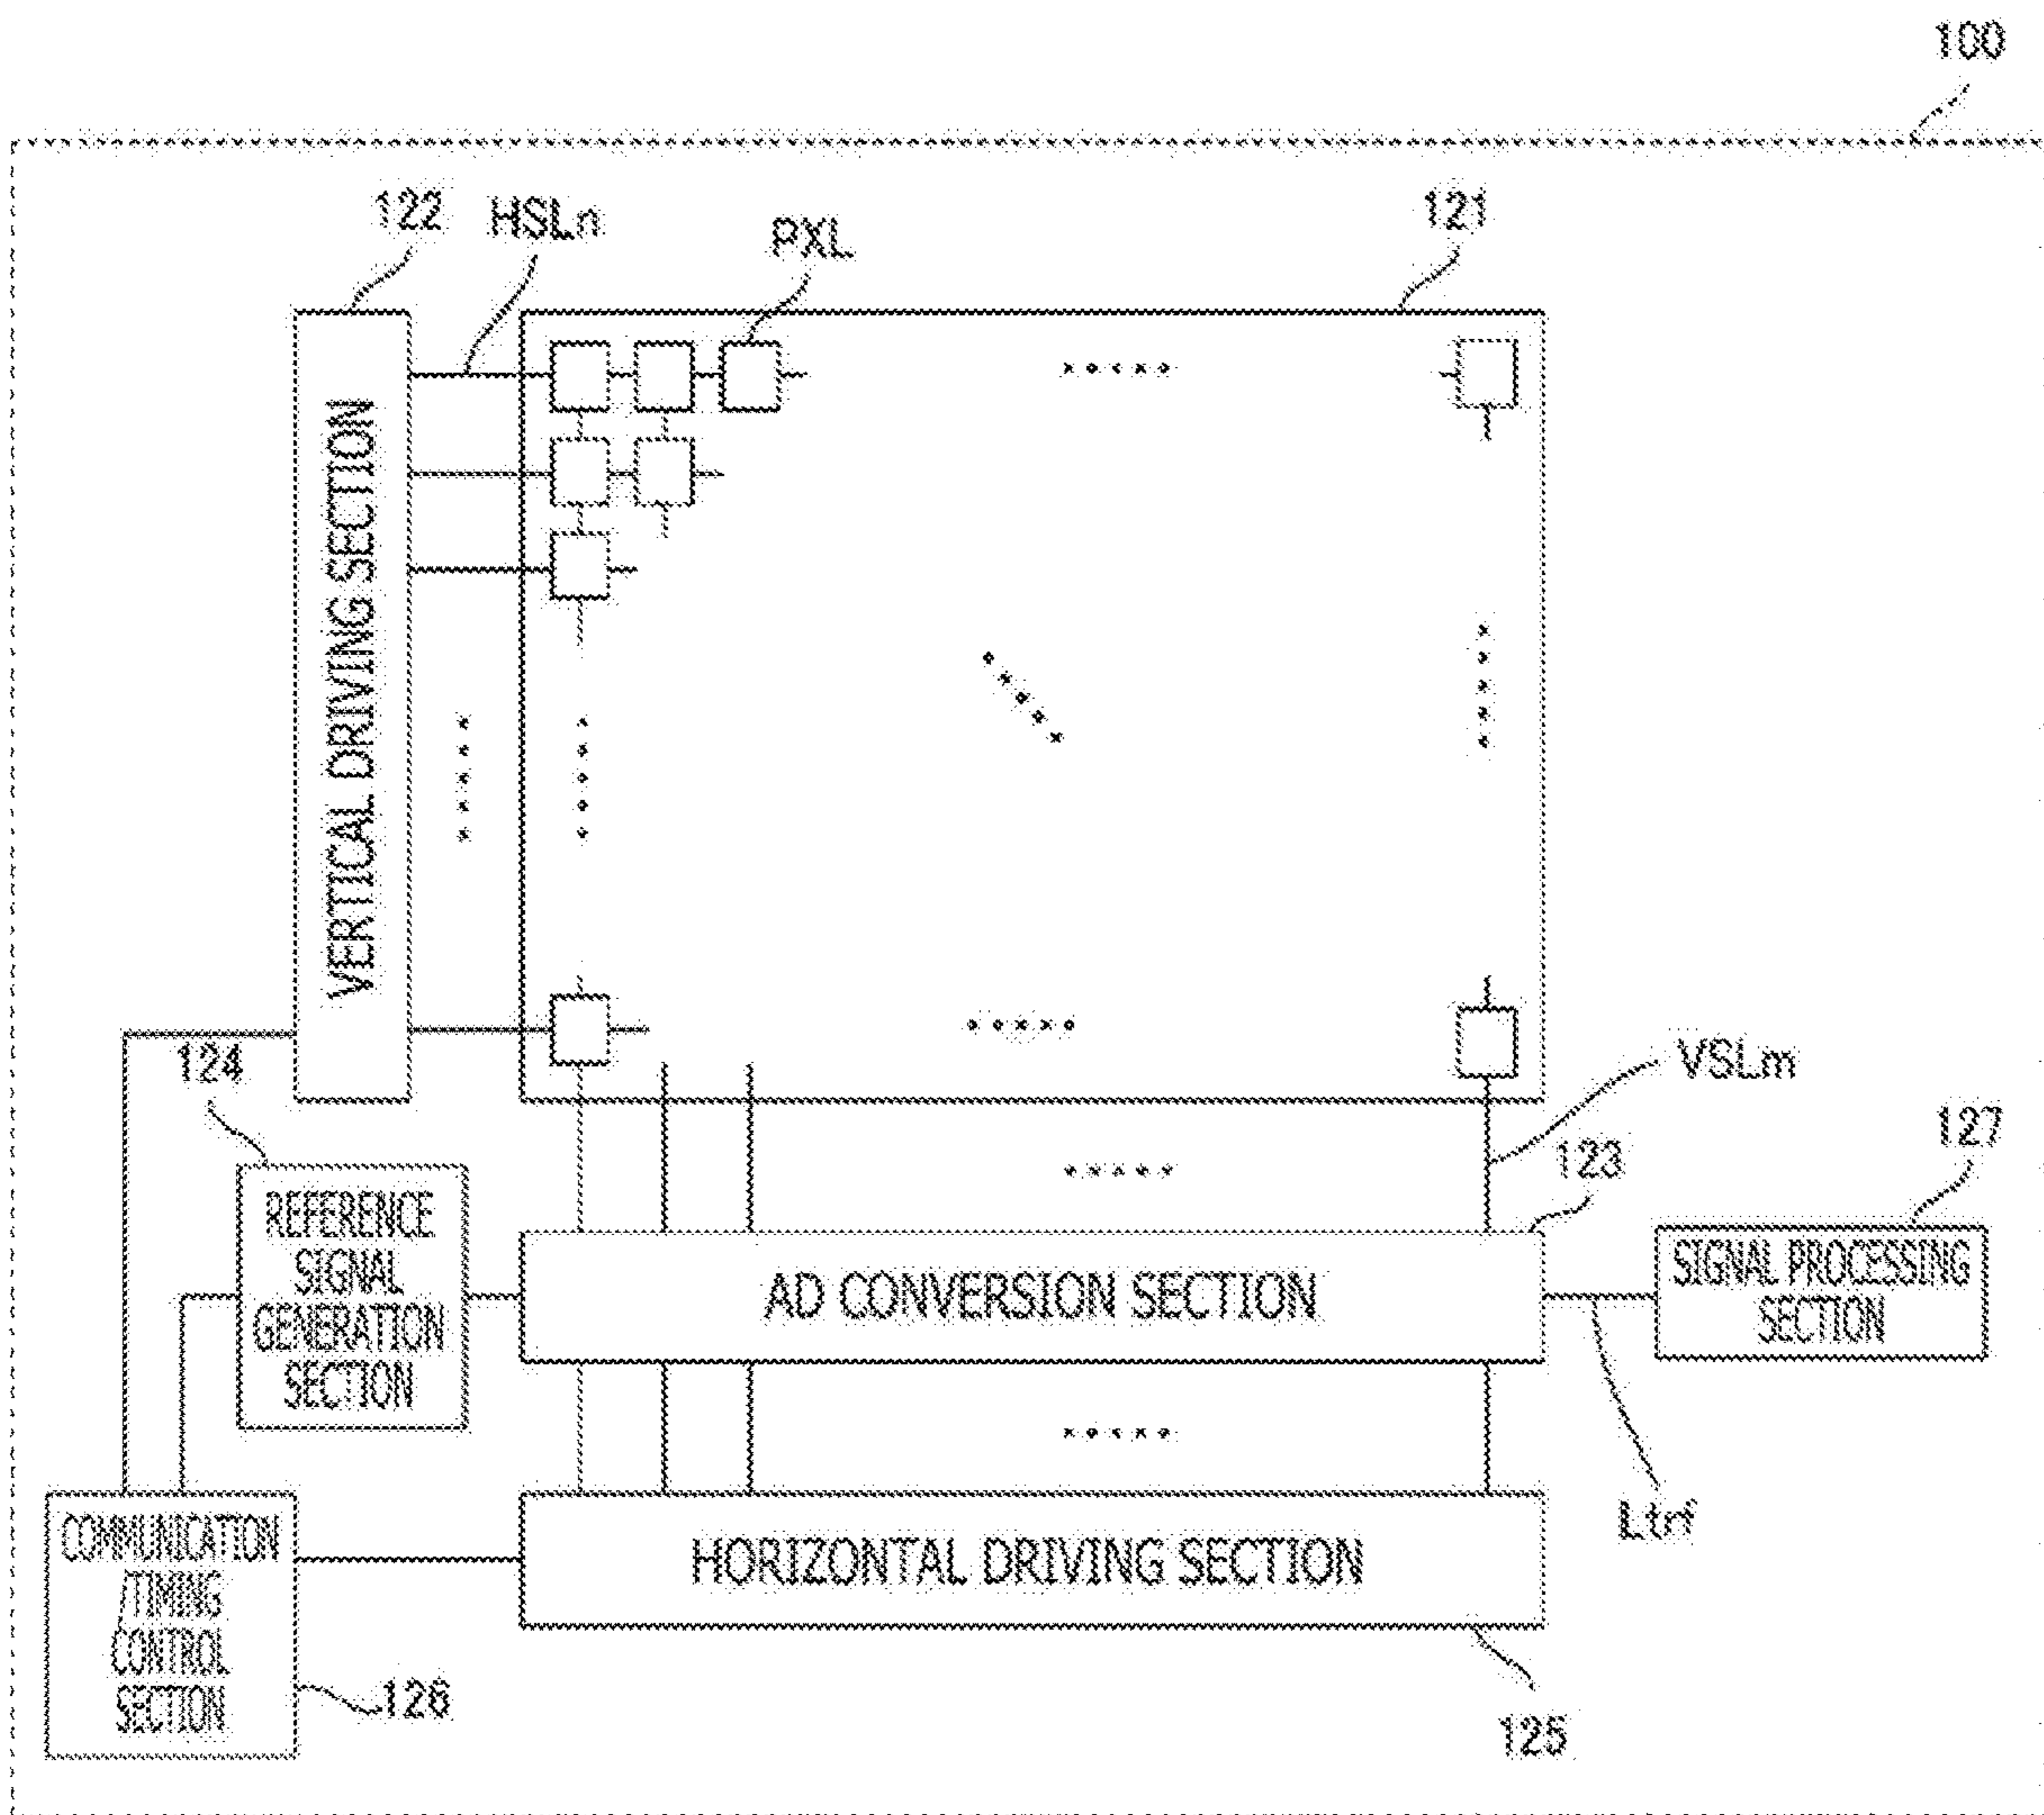 100
122
HSLn
PXL
121
VERTICAL DRIVING SECTION
124
VSLm
123
127
REFERENCE
SIGNAL
GENERATION
SECTION
AD CONVERSION SECTION
SIGNAL PROCESSING
SECTION
Ltrf
COMMUNICATION
/TIMING
CONTROL
SECTION
HORIZONTAL DRIVING SECTION
126
125